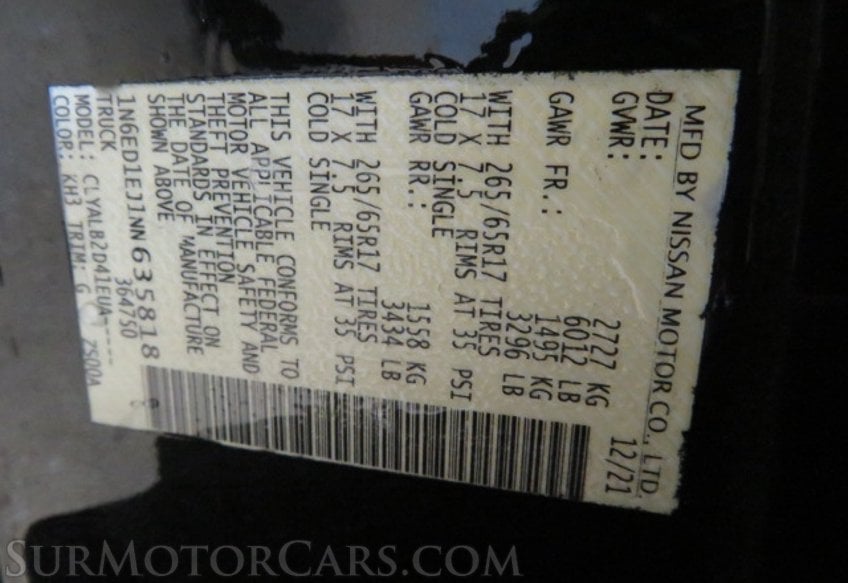 MFD BY NISSAN MOTOR CO., LTD.
DATE: 12/21
GVWR: 2727 KG
6012 LB
GAWR FR.: 1495 KG
3296 LB
WITH 265/65R17 TIRES
17 X 7.5 RIMS AT 35 PSI
COLD SINGLE
GAWR RR.: 1558 KG
3434 LB
WITH 265/65R17 TIRES
17 X 7.5 RIMS AT 35 PSI
COLD SINGLE
THIS VEHICLE CONFORMS TO
ALL APPLICABLE FEDERAL
MOTOR VEHICLE SAFETY AND
THEFT PREVENTION
STANDARDS IN EFFECT ON
THE DATE OF MANUFACTURE
SHOWN ABOVE
1N6ED1EJ1NN635818
TRUCK 364750
MODEL: CLYALB2D41EUA----
COLOR: KH3 TRIM: G ZS00A
SurMotorCars.com